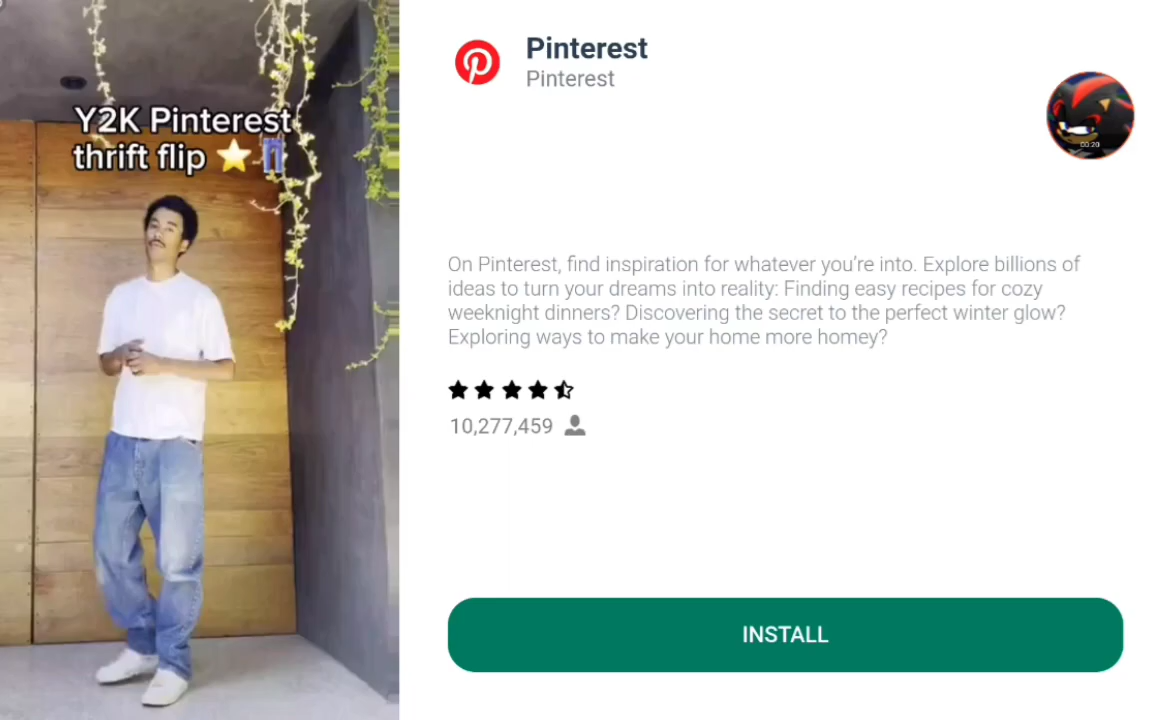 Y2K Pinterest
thrift flip
Pinterest
Pinterest
00:20
On Pinterest, find inspiration for whatever you're into. Explore billions of
ideas to turn your dreams into reality: Finding easy recipes for cozy
weeknight dinners? Discovering the secret to the perfect winter glow?
Exploring ways to make your home more homey?
10,277,459
INSTALL